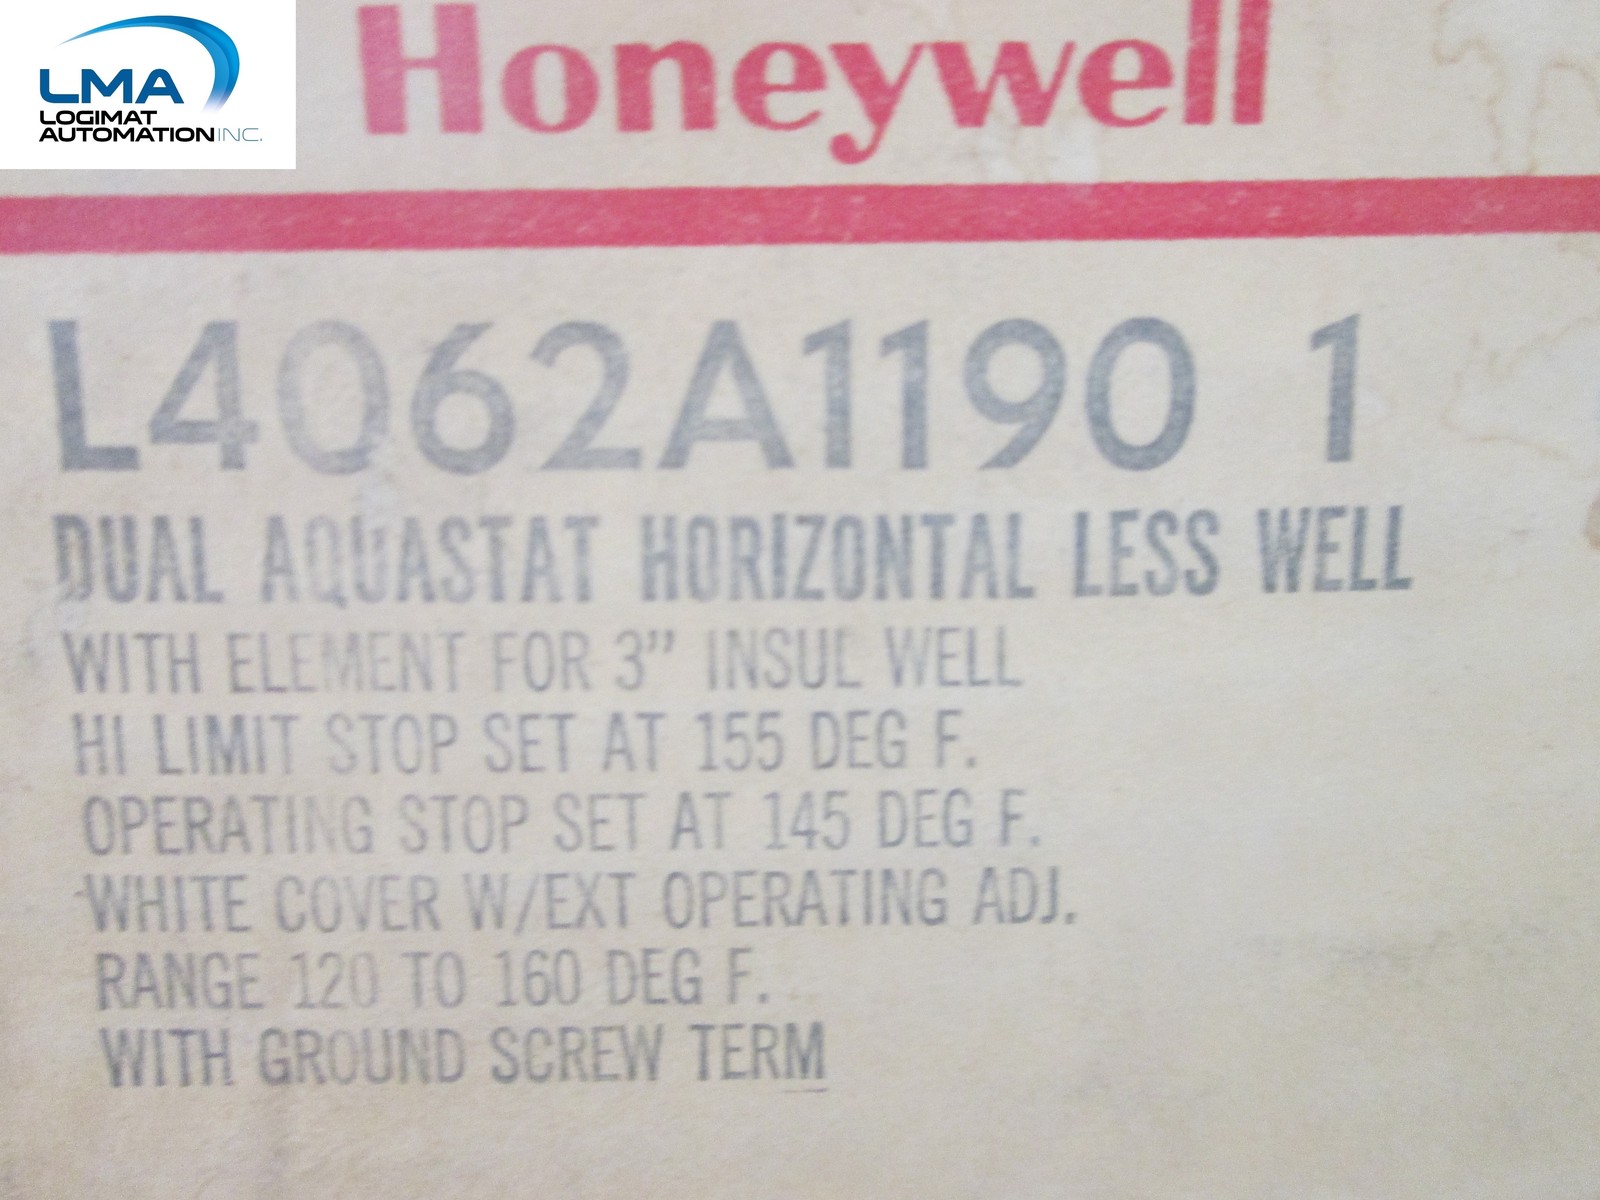 LMA
LOGIMAT
AUTOMATION INC.
Honeywell
L4062A1190 1
DUAL AQUASTAT HORIZONTAL LESS WELL
WITH ELEMENT FOR 3" INSUL WELL
HI LIMIT STOP SET AT 155 DEG F.
OPERATING STOP SET AT 145 DEG F.
WHITE COVER W/EXT OPERATING ADJ.
RANGE 120 TO 160 DEG F.
WITH GROUND SCREW TERM